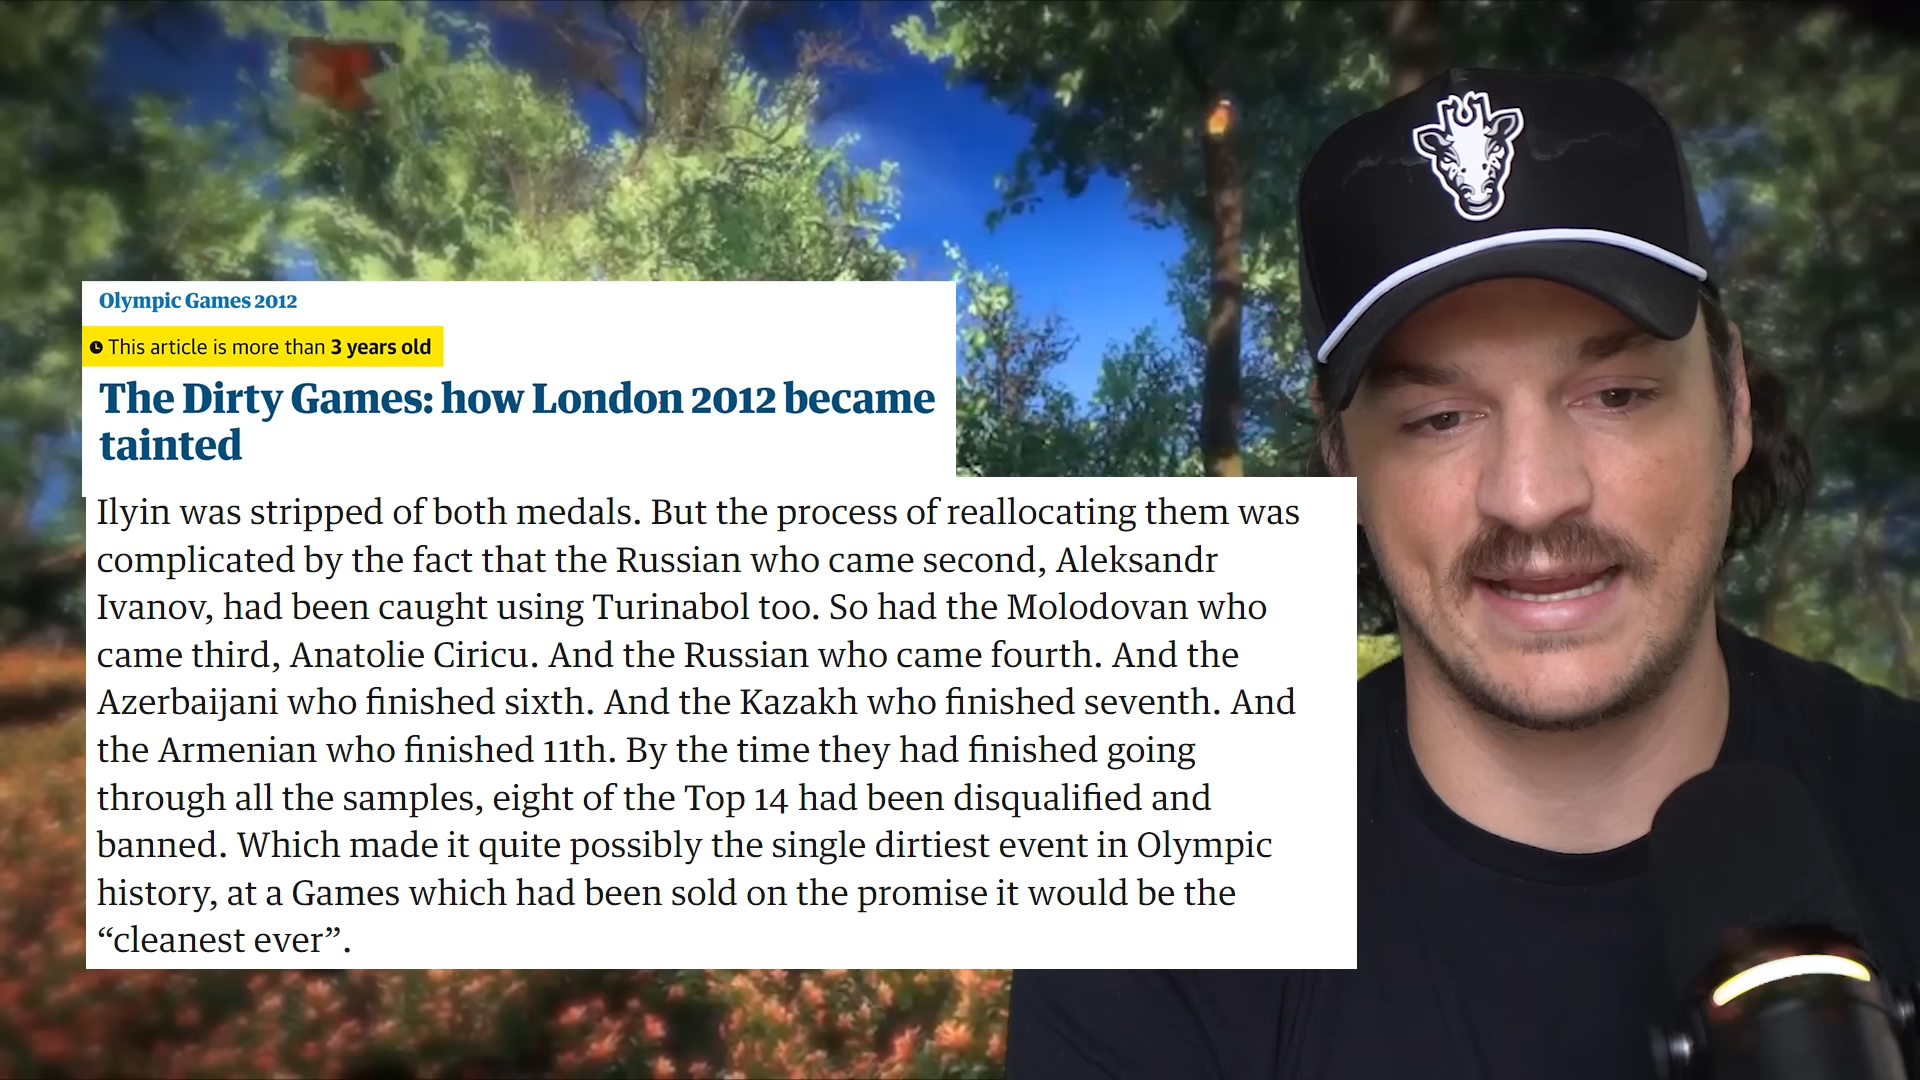 Olympic Games 2012
This article is more than 3 years old
The Dirty Games: how London 2012 became
tainted
Ilyin was stripped of both medals. But the process of reallocating them was
complicated by the fact that the Russian who came second, Aleksandr
Ivanov, had been caught using Turinabol too. So had the Molodovan who
came third, Anatolie Ciricu. And the Russian who came fourth. And the
Azerbaijani who finished sixth. And the Kazakh who finished seventh. And
the Armenian who finished 11th. By the time they had finished going
through all the samples, eight of the Top 14 had been disqualified and
banned. Which made it quite possibly the single dirtiest event in Olympic
history, at a Games which had been sold on the promise it would be the
“cleanest ever”.